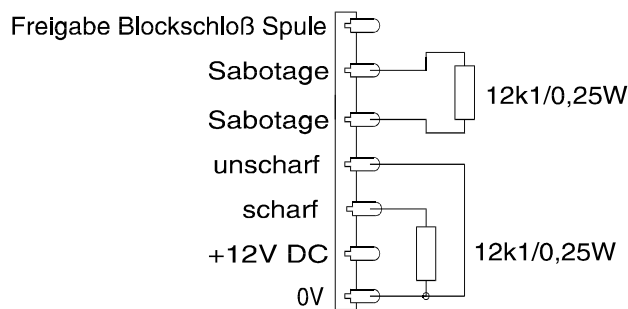 Freigabe Blockschloß Spule
Sabotage
12k1/0,25W
Sabotage
unscharf
scharf
+12V DC
12k1/0,25W
0V